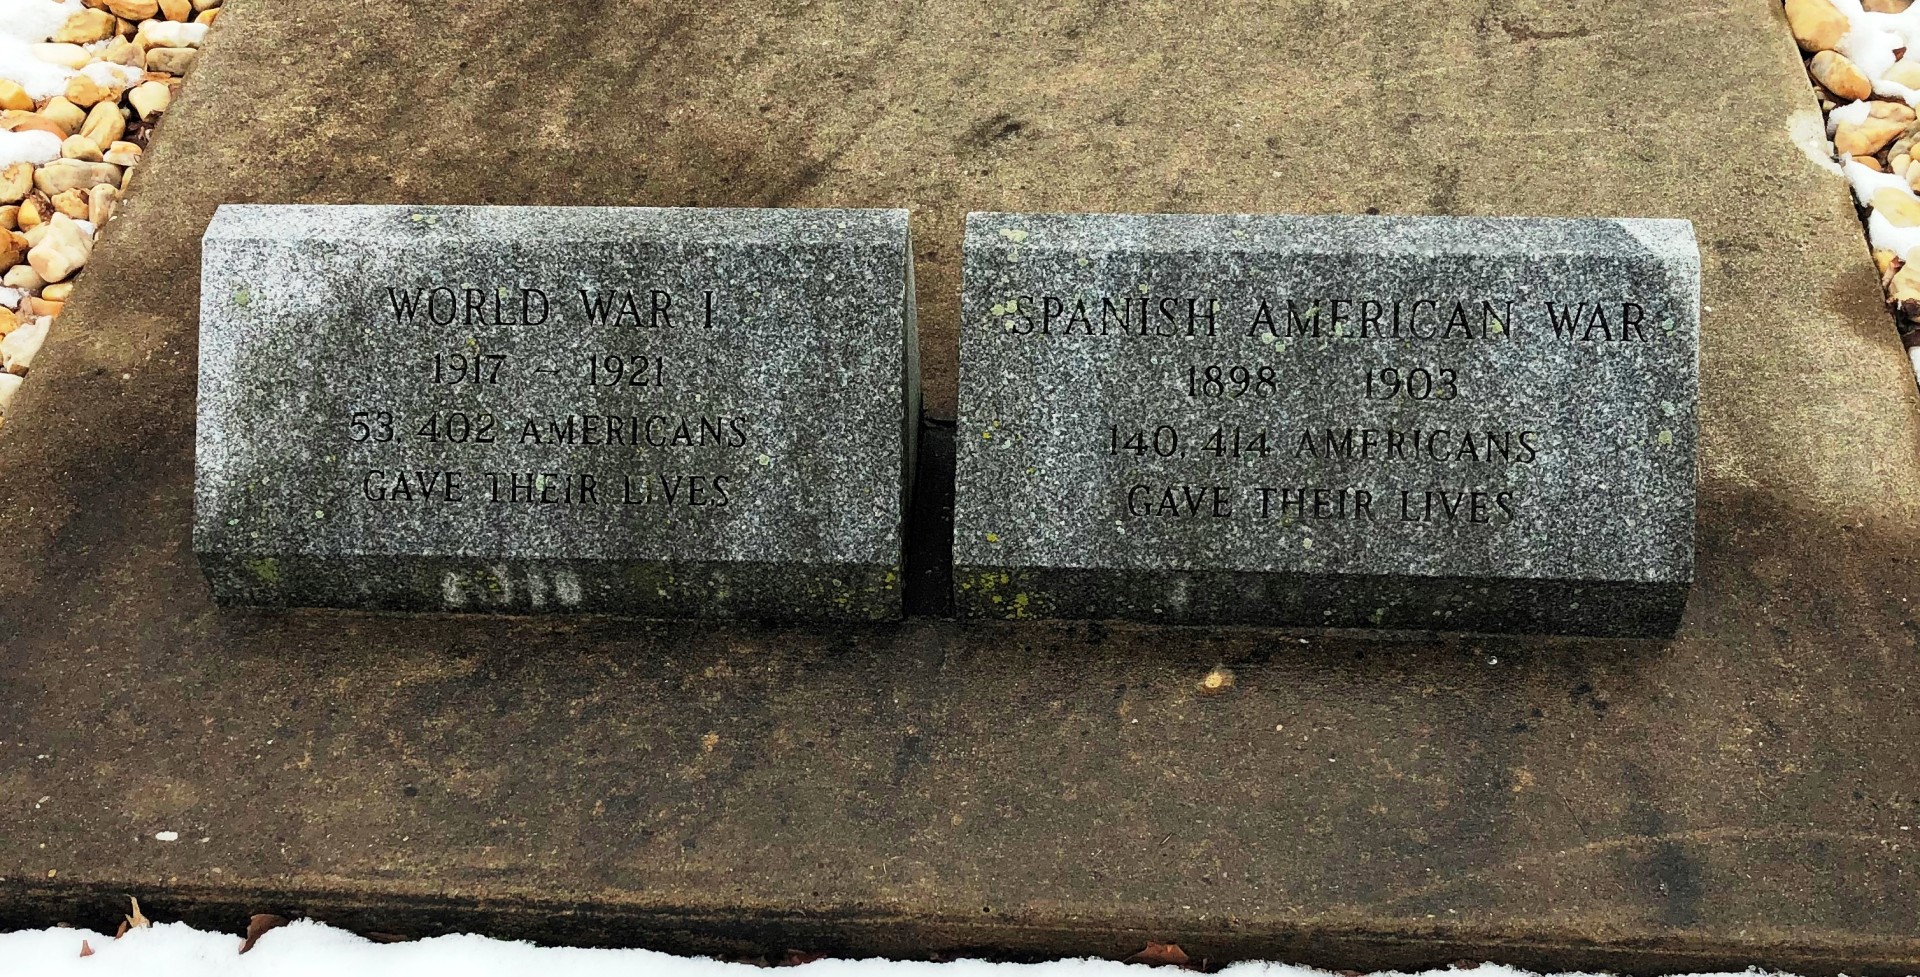 WORLD WAR I
1917 - 1921
53,402 AMERICANS
GAVE THEIR LIVES
SPANISH AMERICAN WAR
1898 1903
140,414 AMERICANS
GAVE THEIR LIVES